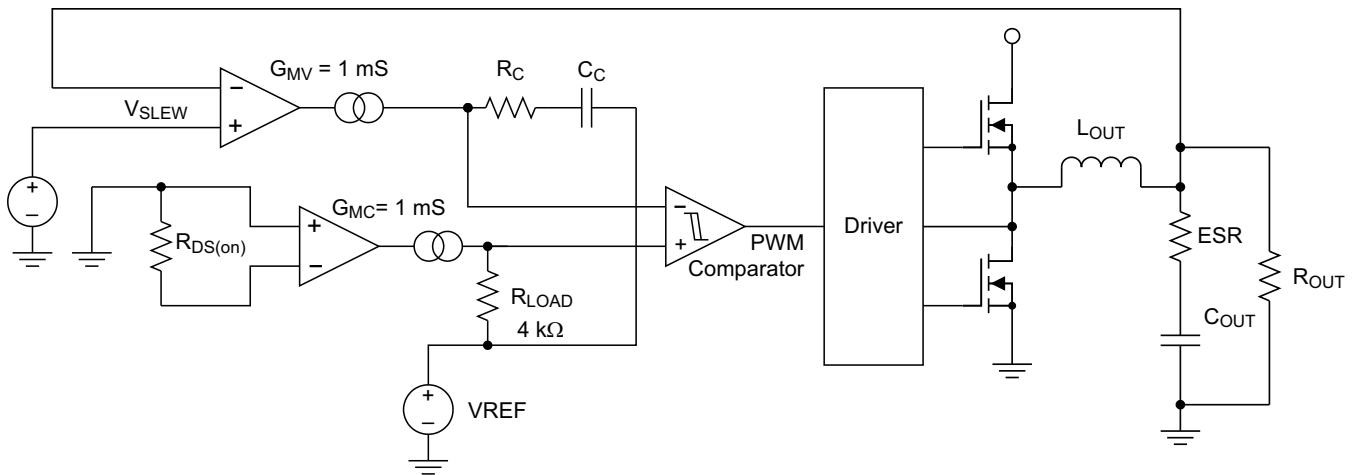 G_MV = 1 mS
R_C
C_C
−
V_SLEW
+
L_OUT
+
−
G_MC= 1 mS
−
+
R_DS(on)
−
+
PWM
Comparator
Driver
ESR
R_OUT
R_LOAD
4 kΩ
C_OUT
+
−
VREF